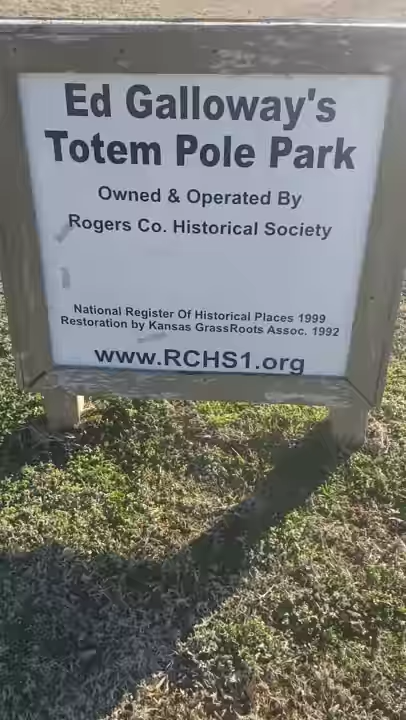 Ed Galloway's
Totem Pole Park
Owned & Operated By
Rogers Co. Historical Society
National Register Of Historical Places 1999
Restoration by Kansas GrassRoots Assoc. 1992
www.RCHS1.org